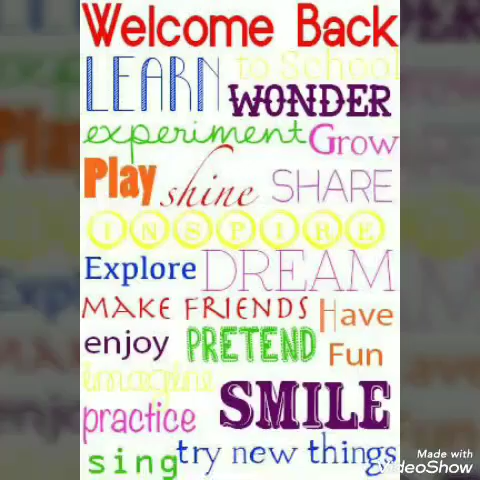 Welcome Back
to School
LEARN WONDER
experiment Grow
Play shine SHARE
INSPIRE
Explore DREAM
MAKE FRIENDS Have
enjoy PRETEND Fun
imagine
practice SMILE
sing try new things
Made with
VideoShow